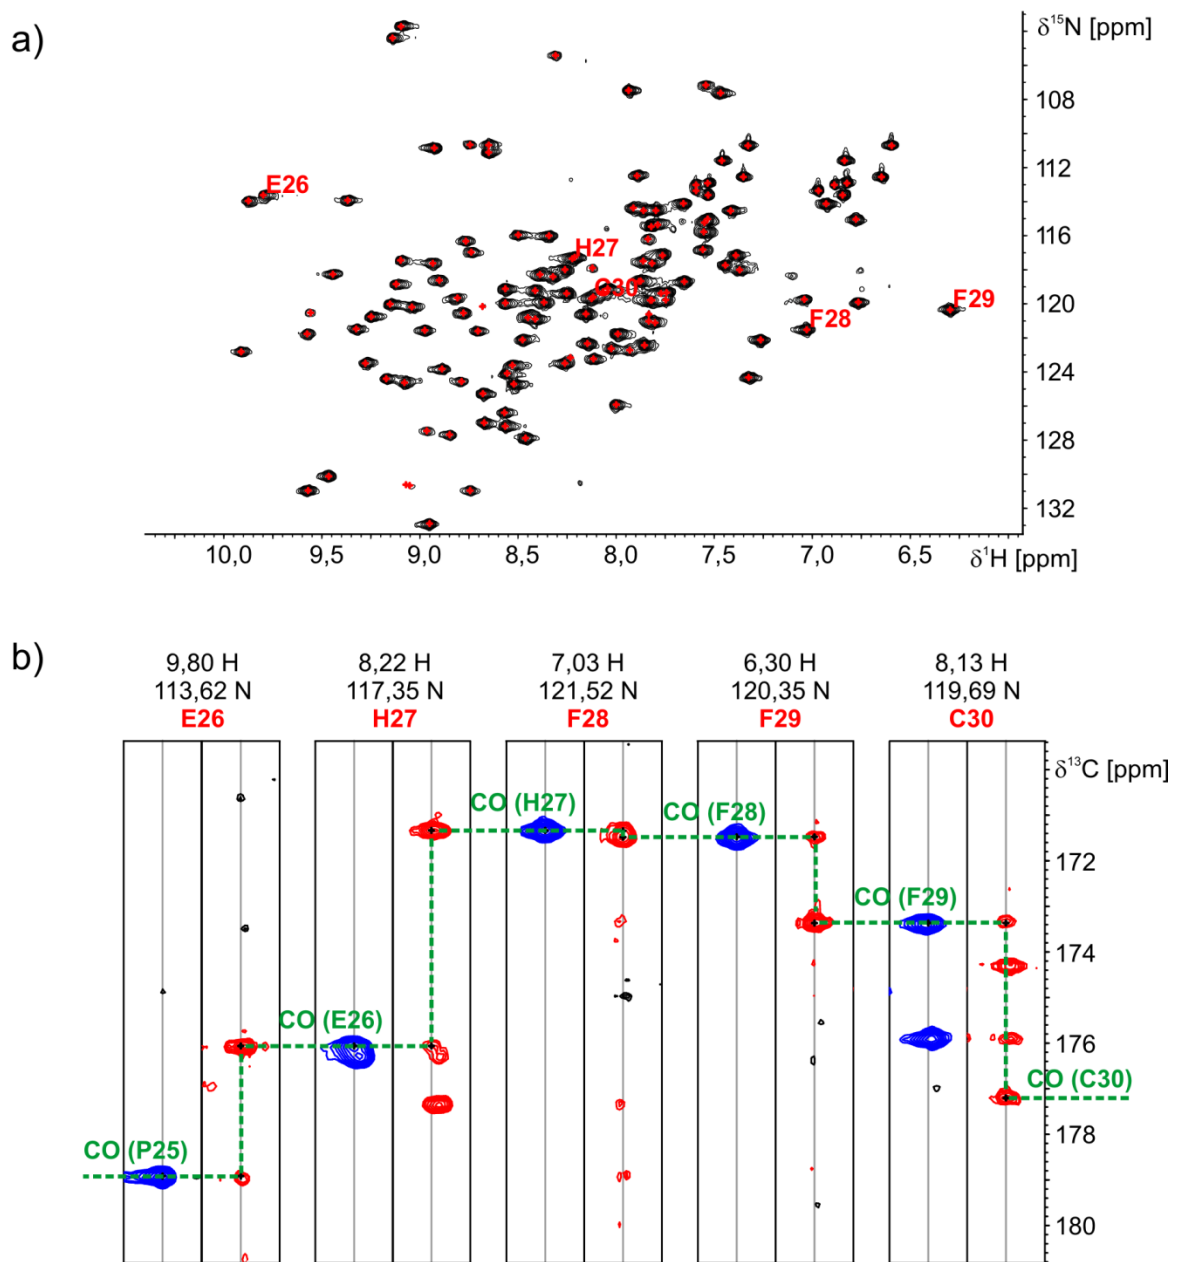 a)
δ¹⁵N [ppm]
108
112
116
120
124
128
132
E26
H27
C30
F28
F29
10,0 9,5 9,0 8,5 8,0 7,5 7,0 6,5
δ¹H [ppm]
b)
9,80 H 8,22 H 7,03 H 6,30 H 8,13 H
113,62 N 117,35 N 121,52 N 120,35 N 119,69 N
E26 H27 F28 F29 C30
δ¹³C [ppm]
CO (H27) CO (F28)
172
CO (F29)
174
CO (E26)
176
CO (C30)
178
CO (P25)
180